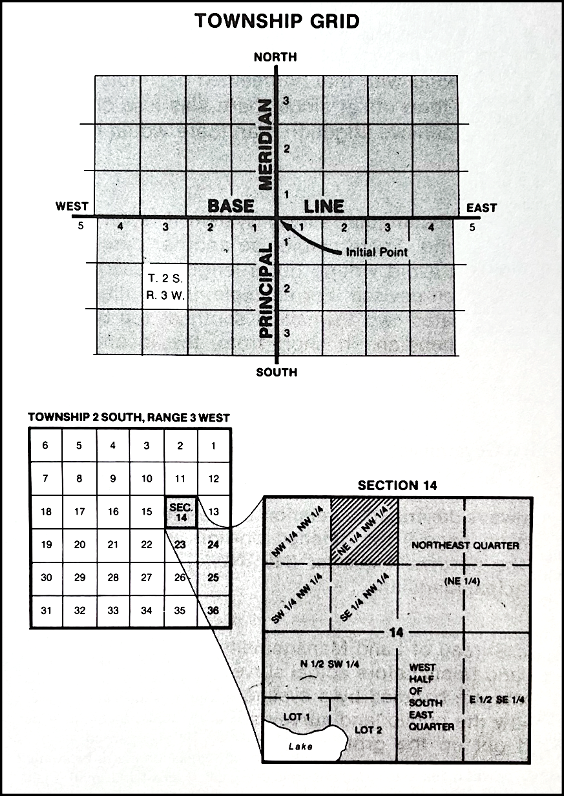 TOWNSHIP GRID
NORTH
MERIDIAN
3
2
1
WEST
BASE
LINE
EAST
5 4 3 2 1 1 2 3 4 5
PRINCIPAL
1
Initial Point
T. 2 S.
R. 3 W.
2
3
SOUTH
TOWNSHIP 2 SOUTH, RANGE 3 WEST
6 5 4 3 2 1
7 8 9 10 11 12
18 17 16 15 SEC. 14 13
19 20 21 22 23 24
30 29 28 27 26 25
31 32 33 34 35 36
SECTION 14
NW 1/4 NW 1/4
NE 1/4 NW 1/4
NORTHEAST QUARTER
(NE 1/4)
SW 1/4 NW 1/4
SE 1/4 NW 1/4
14
N 1/2 SW 1/4
WEST
HALF
OF
SOUTH
EAST
QUARTER
E 1/2 SE 1/4
LOT 1
LOT 2
Lake